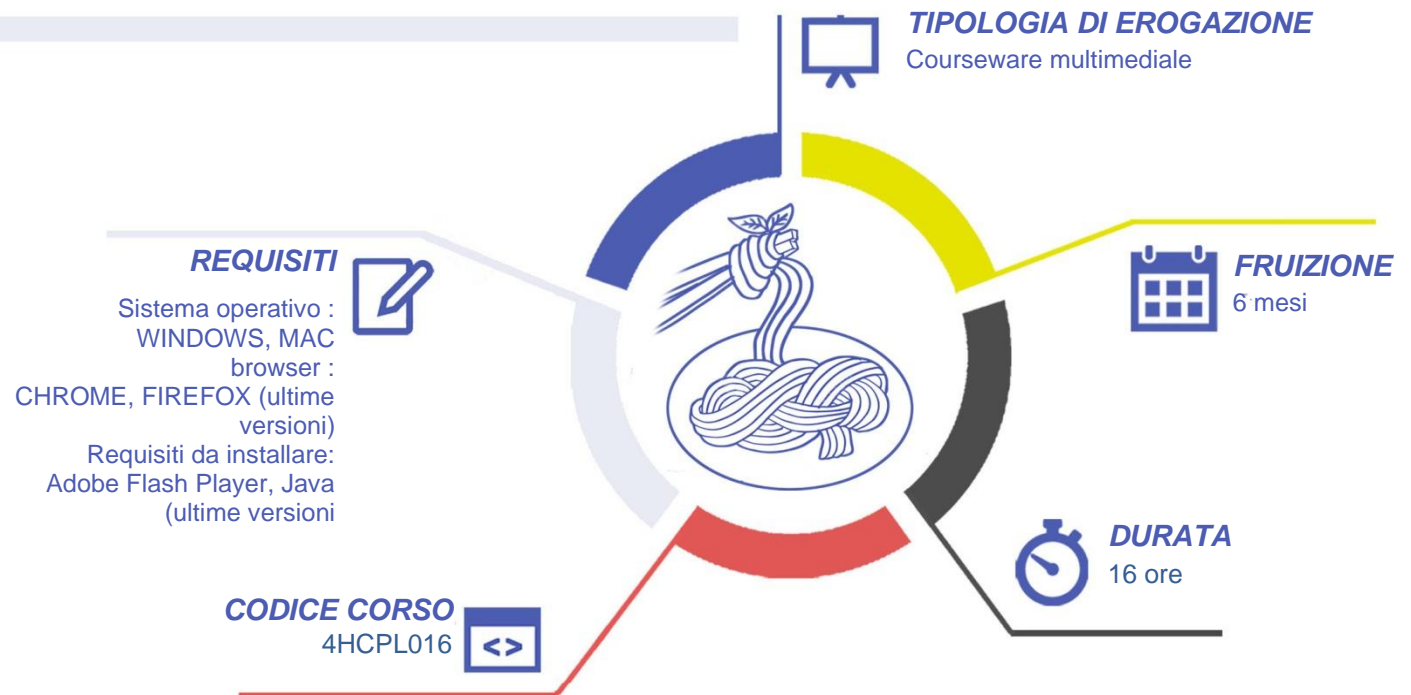 TIPOLOGIA DI EROGAZIONE
Courseware multimediale
REQUISITI
Sistema operativo :
WINDOWS, MAC
browser :
CHROME, FIREFOX (ultime
versioni)
Requisiti da installare:
Adobe Flash Player, Java
(ultime versioni
FRUIZIONE
6 mesi
DURATA
16 ore
CODICE CORSO
4HCPL016